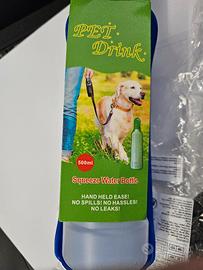 PET
Drink
500ml
Squeeze Water Bottle
HAND HELD EASE!
NO SPILLS! NO HASSLES!
NO LEAKS!